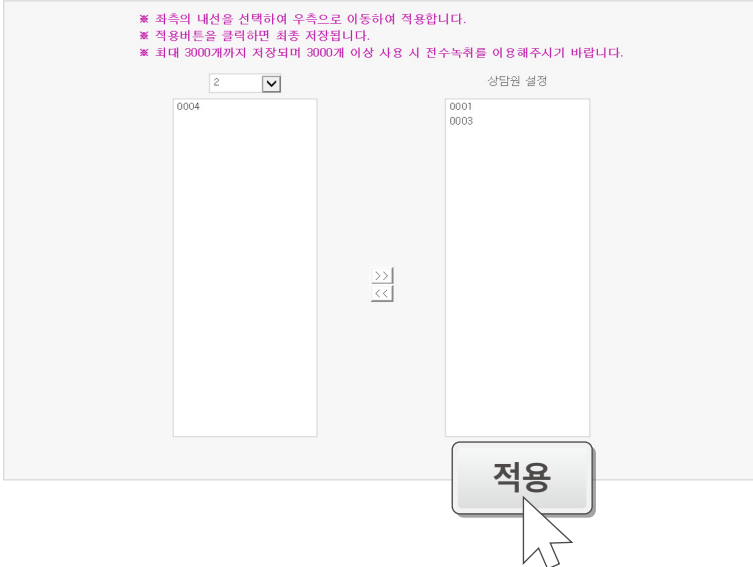 ※ 좌측의 내선을 선택하여 우측으로 이동하여 적용합니다.
※ 적용버튼을 클릭하면 최종 저장됩니다.
※ 최대 3000개까지 저장되며 3000개 이상 사용 시 전수녹취를 이용해주시기 바랍니다.
2
상담원 설정
0004
0001
0003
>>
<<
적용